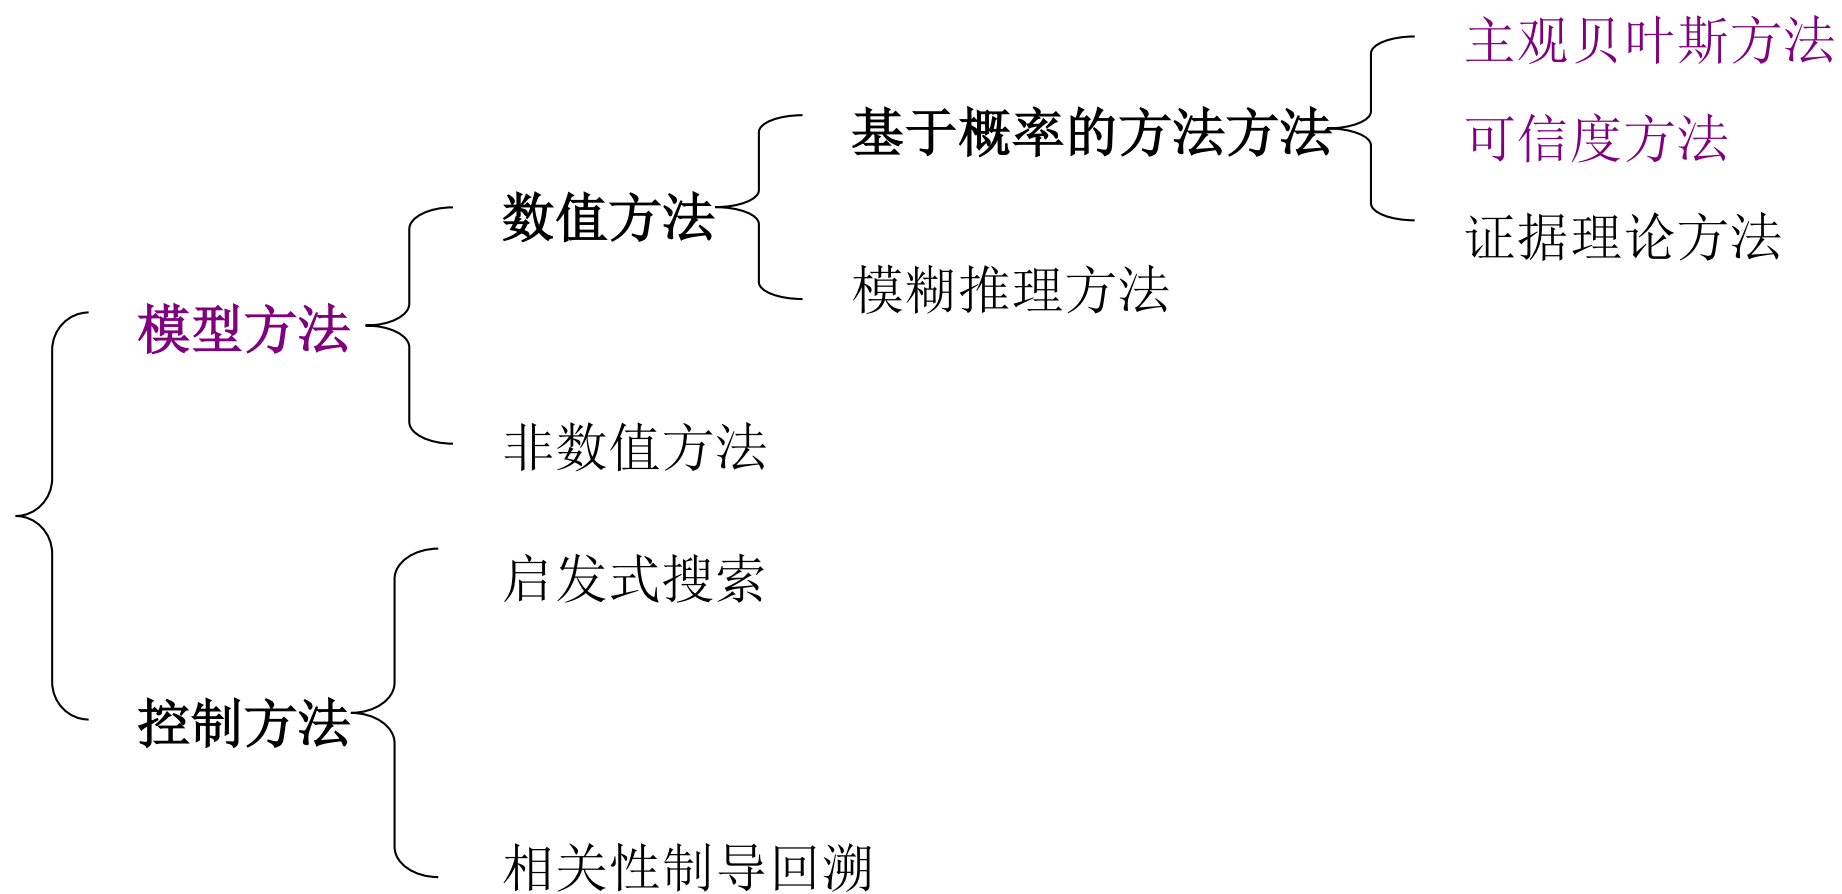 主观贝叶斯方法
基于概率的方法方法
可信度方法
数值方法
证据理论方法
模糊推理方法
模型方法
非数值方法
启发式搜索
控制方法
相关性制导回溯